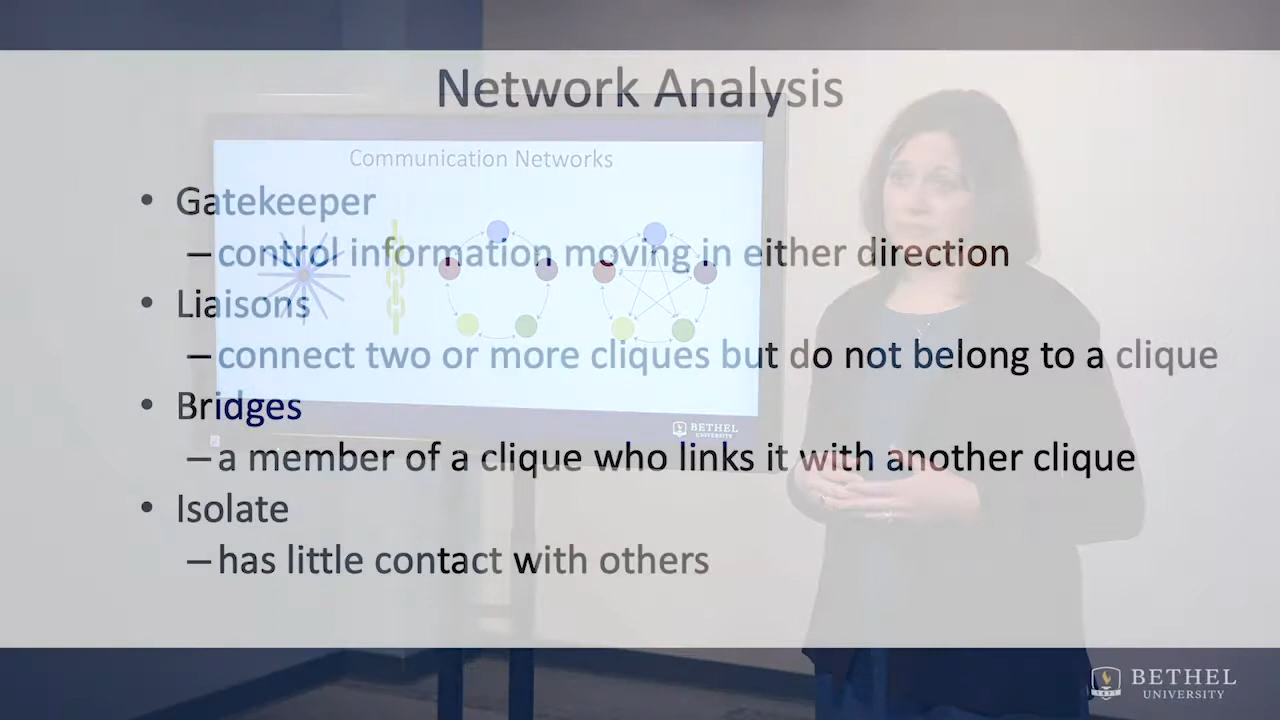 Network Analysis
Communication Networks
• Gatekeeper
–control information moving in either direction
• Liaisons
–connect two or more cliques but do not belong to a clique
• Bridges
–a member of a clique who links it with another clique
• Isolate
–has little contact with others
BETHEL
UNIVERSITY
BETHEL
UNIVERSITY